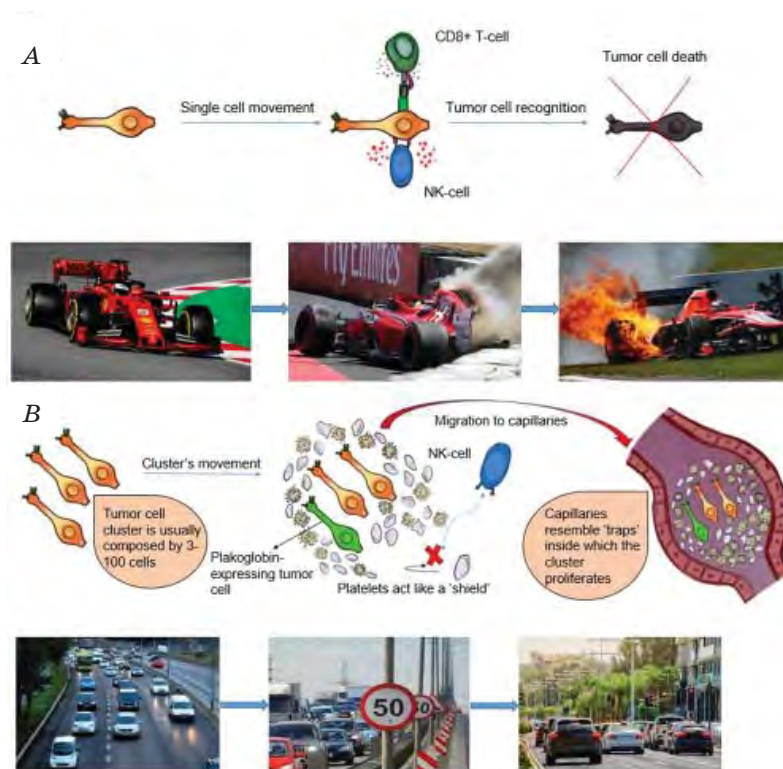 A
CD8+ T-cell
Tumor cell death
Single cell movement
Tumor cell recognition
NK-cell
Fly Emirates
B
Migration to capillaries
NK-cell
Cluster's movement
Tumor cell
cluster is usually
composed by 3-
100 cells
Capillaries
resemble 'traps'
inside which the
cluster
proliferates
Plakoglobin-
expressing tumor
cell
Platelets act like a 'shield'
50
50